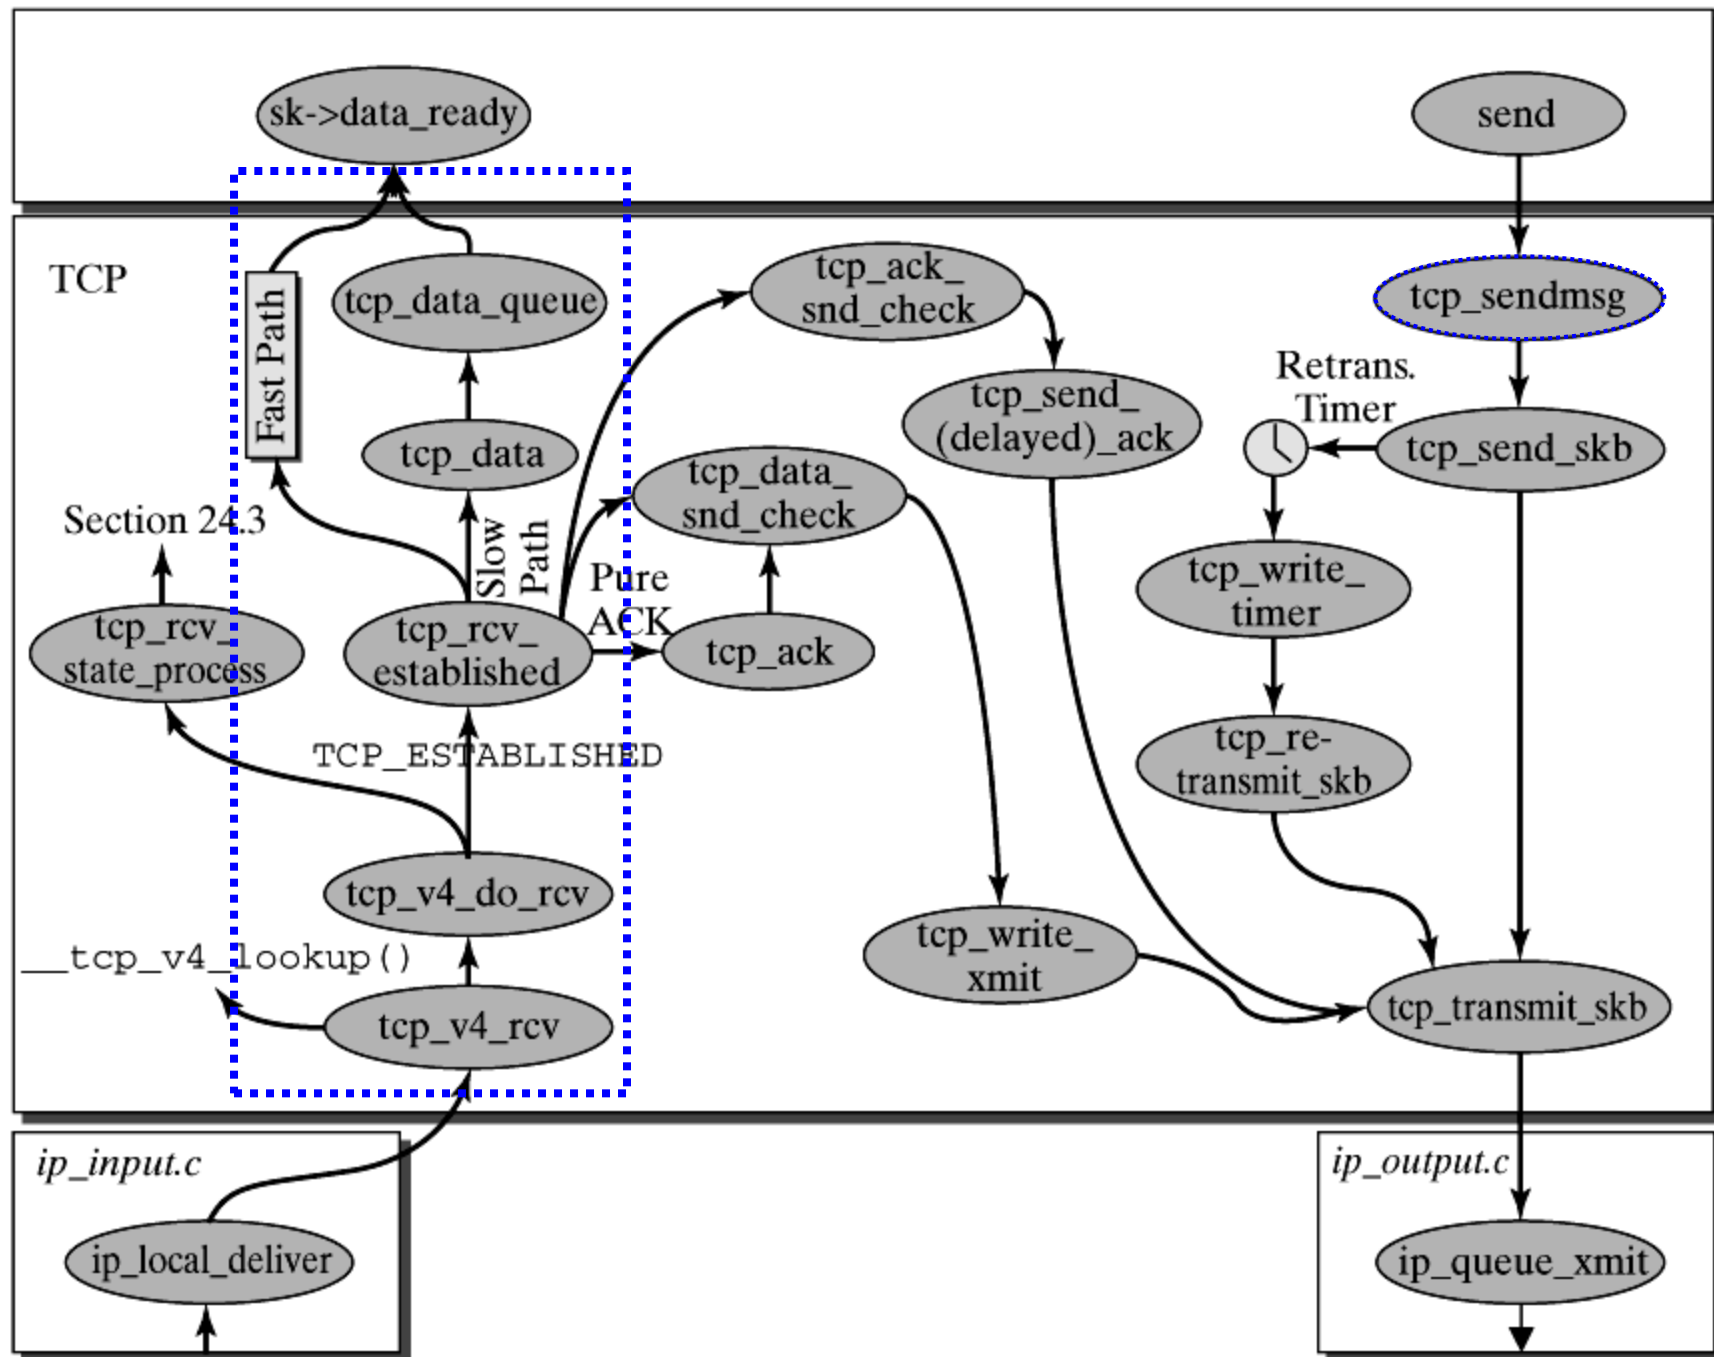 sk->data_ready
send
TCP
Fast Path
tcp_data_queue
tcp_ack_
snd_check
tcp_sendmsg
Retrans.
Timer
tcp_send_
(delayed)_ack
tcp_data
tcp_send_skb
tcp_data_
snd_check
Section 24.3
Slow
Path
Pure
ACK
tcp_write_
timer
tcp_rcv_
state_process
tcp_rcv_
established
tcp_ack
TCP_ESTABLISHED
tcp_re-
transmit_skb
tcp_v4_do_rcv
__tcp_v4_lookup()
tcp_write_
xmit
tcp_v4_rcv
tcp_transmit_skb
ip_input.c
ip_output.c
ip_local_deliver
ip_queue_xmit